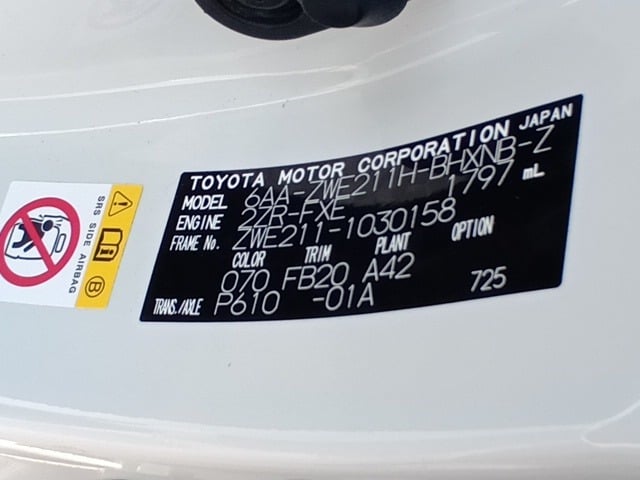 TOYOTA MOTOR CORPORATION JAPAN
MODEL 6AA-ZWE211H-BHXNB-Z
ENGINE 2ZR-FXE 1797 mL
FRAME No. ZWE211-1030158
COLOR TRIM PLANT OPTION
070 FB20 A42
TRANS./AXLE P610 -01A 725
SRS SIDE AIRBAG
B